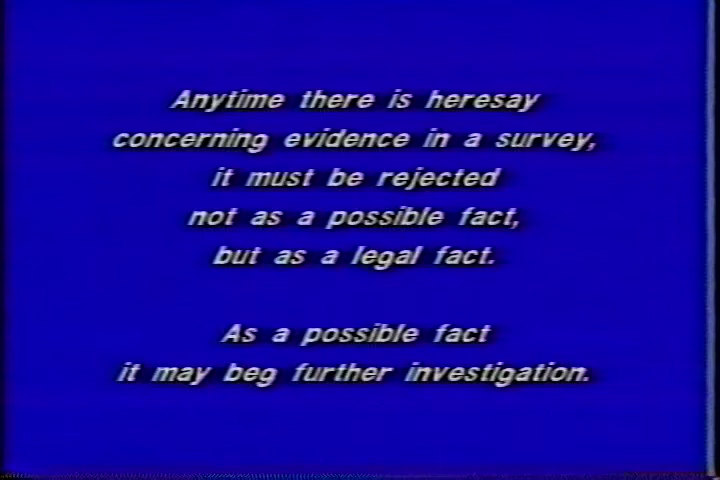 Anytime there is heresay
concerning evidence in a survey,
it must be rejected
not as a possible fact,
but as a legal fact.
As a possible fact
it may beg further investigation.